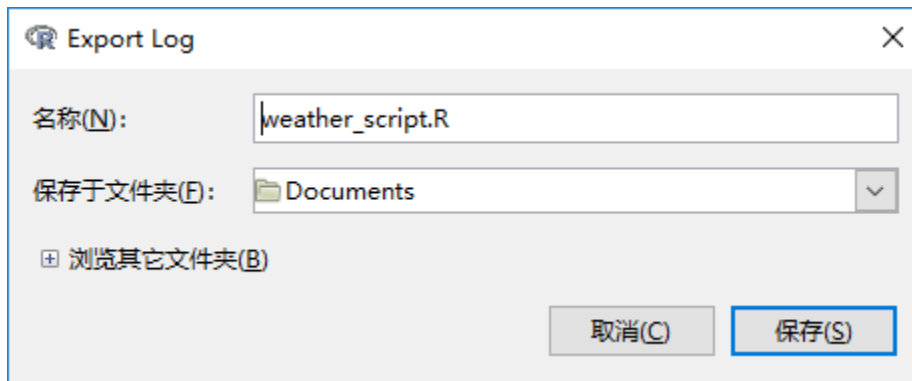 Export Log
名称(N):
weather_script.R
保存于文件夹(F):
Documents
浏览其它文件夹(B)
取消(C)
保存(S)